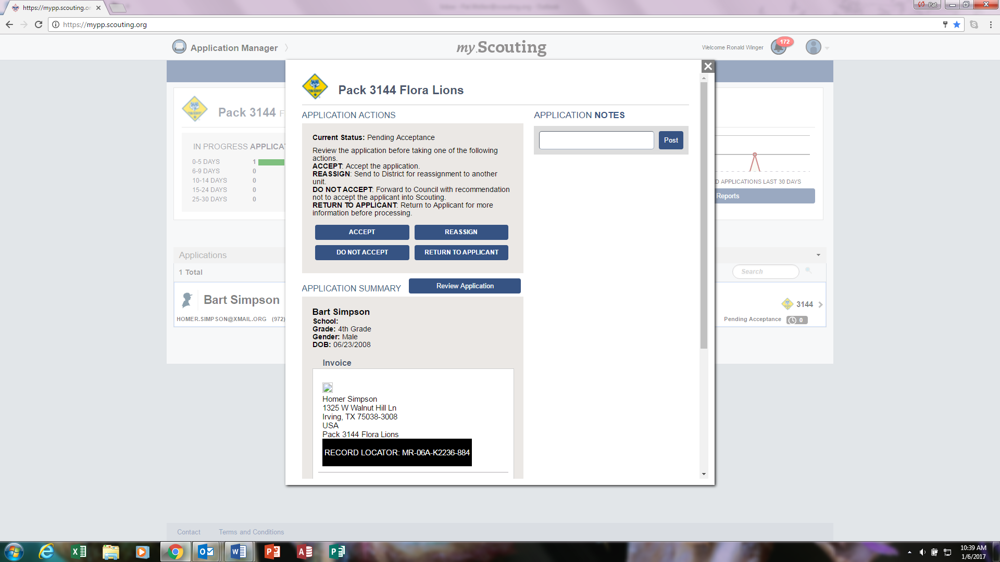 https://mypp.scouting.or
Pat
https://mypp.scouting.org
Application Manager
my.Scouting
Welcome Ronald Winger
172
Pack 3144 F
IN PROGRESS APPLICA
0-5 DAYS 1
6-9 DAYS 0
10-14 DAYS 0
15-24 DAYS 0
25-30 DAYS 0
D APPLICATIONS LAST 30 DAYS
Reports
Applications
1 Total
Search
Bart Simpson
HOMER.SIMPSON@XMAIL.ORG (972)
3144
Pending Acceptance 0
Pack 3144 Flora Lions
APPLICATION ACTIONS
Current Status: Pending Acceptance
Review the application before taking one of the following
actions.
ACCEPT: Accept the application.
REASSIGN: Send to District for reassignment to another
unit.
DO NOT ACCEPT: Forward to Council with recommendation
not to accept the applicant into Scouting.
RETURN TO APPLICANT: Return to Applicant for more
information before processing.
ACCEPT
REASSIGN
DO NOT ACCEPT
RETURN TO APPLICANT
APPLICATION NOTES
Post
APPLICATION SUMMARY
Review Application
Bart Simpson
School:
Grade: 4th Grade
Gender: Male
DOB: 06/23/2008
Invoice
Homer Simpson
1325 W Walnut Hill Ln
Irving, TX 75038-3008
USA
Pack 3144 Flora Lions
RECORD LOCATOR: MR-06A-K2236-884
Contact
Terms and Conditions
10:39 AM
1/6/2017